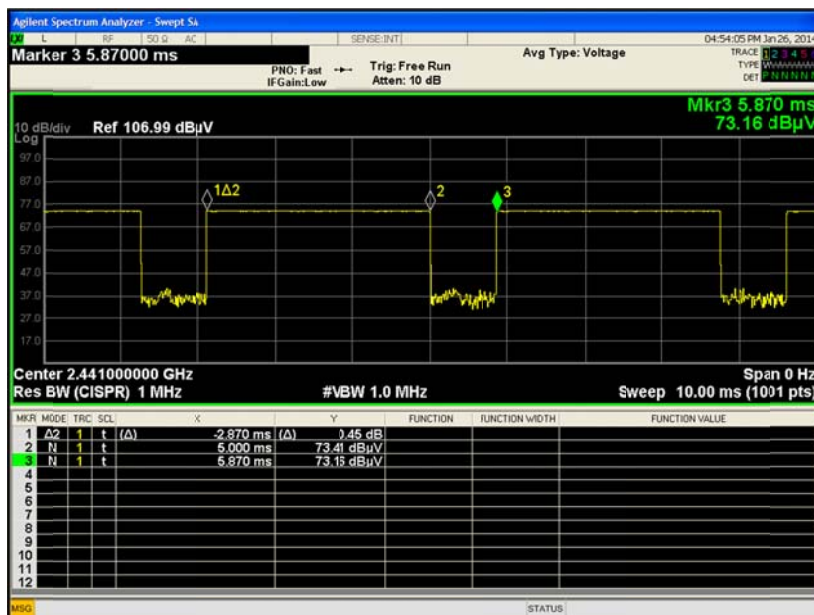 Agilent Spectrum Analyzer - Swept SA
LXI L RF 50 Ω AC SENSE:INT 04:54:05 PM Jan 26, 2014
Marker 3 5.87000 ms Avg Type: Voltage TRACE 1 2 3 4 5
PNO: Fast Trig: Free Run TYPE
IFGain:Low Atten: 10 dB DET P N N N N N
Mkr3 5.870 ms
10 dB/div Ref 106.99 dBµV 73.16 dBµV
Log
97.0
87.0
1Δ2 2 3
77.0
67.0
57.0
47.0
37.0
27.0
17.0
Center 2.441000000 GHz Span 0 Hz
Res BW (CISPR) 1 MHz #VBW 1.0 MHz Sweep 10.00 ms (1001 pts)
MKR MODE TRC SCL X Y FUNCTION FUNCTION WIDTH FUNCTION VALUE
1 Δ2 1 t (Δ) -2.870 ms (Δ) 0.45 dB
2 N 1 t 5.000 ms 73.41 dBµV
3 N 1 t 5.870 ms 73.16 dBµV
4
5
6
7
8
9
10
11
12
MSG STATUS